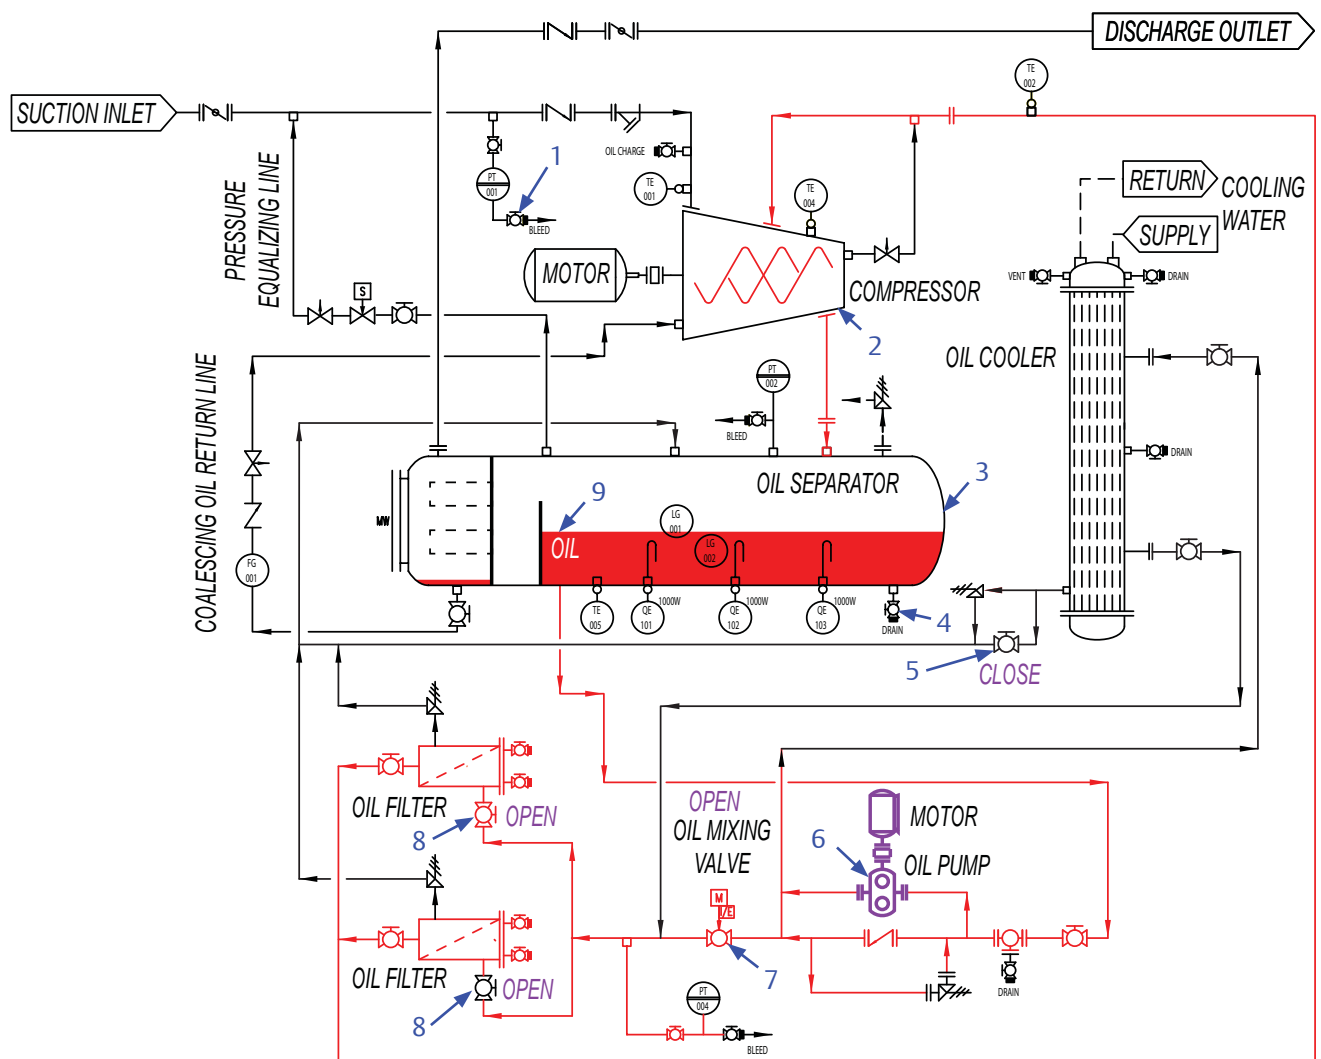 DISCHARGE OUTLET
TE
002
SUCTION INLET
OIL CHARGE
1
PT
001
BLEED
TE
001
TE
004
RETURN
COOLING
WATER
SUPPLY
VENT
DRAIN
PRESSURE
EQUALIZING LINE
S
MOTOR
COMPRESSOR
2
OIL COOLER
COALESCING OIL RETURN LINE
PT
002
BLEED
DRAIN
OIL SEPARATOR
3
9
MW
OIL
LG
001
LG
002
FG
001
TE
005
QE
101
1000W
QE
102
1000W
QE
103
1000W
DRAIN
4
5
CLOSE
OIL FILTER
OPEN
8
OPEN
OIL MIXING
VALVE
MOTOR
6
OIL PUMP
M
I/E
7
OIL FILTER
OPEN
8
PT
004
BLEED
DRAIN